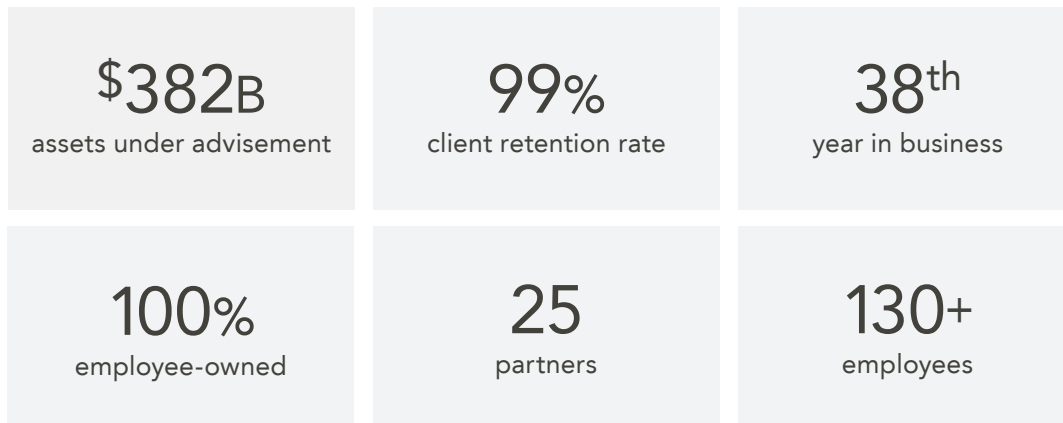 $382B
assets under advisement
99%
client retention rate
38th
year in business
100%
employee-owned
25
partners
130+
employees